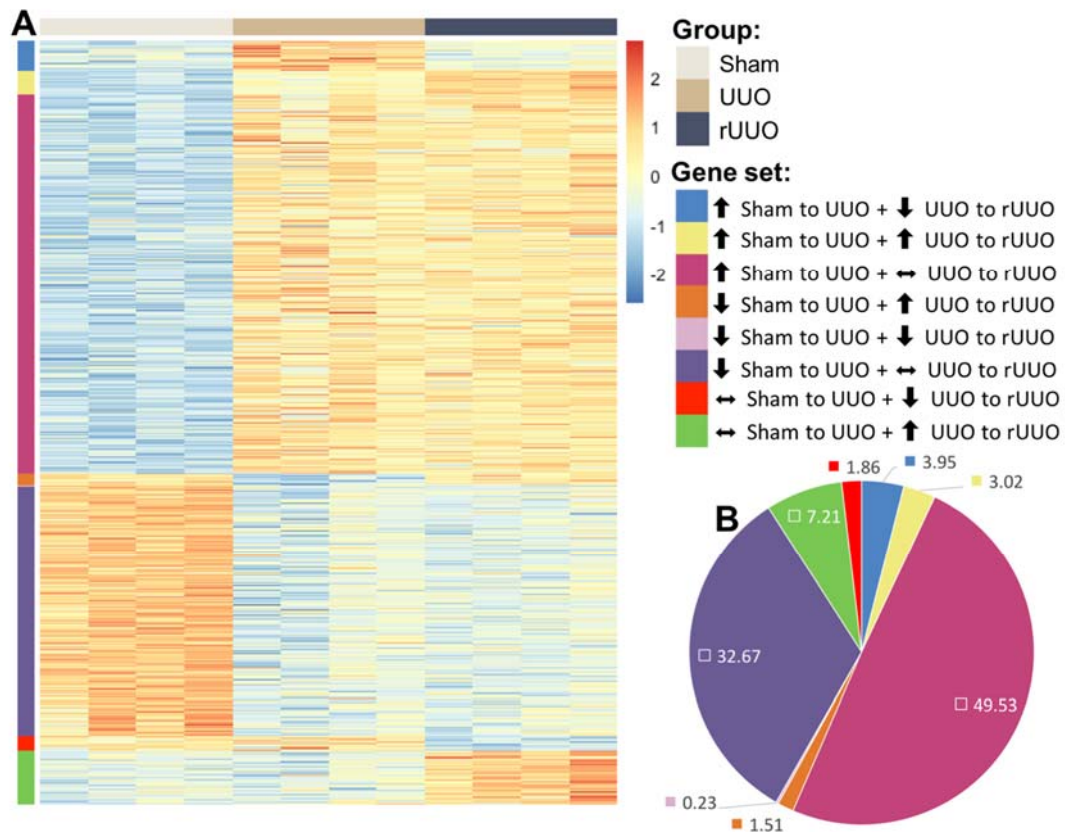 A
2
1
0
-1
-2
Group:
Sham
UUO
rUUO
Gene set:
⬆ Sham to UUO + ⬇ UUO to rUUO
⬆ Sham to UUO + ⬆ UUO to rUUO
⬆ Sham to UUO + ↔ UUO to rUUO
⬇ Sham to UUO + ⬆ UUO to rUUO
⬇ Sham to UUO + ⬇ UUO to rUUO
⬇ Sham to UUO + ↔ UUO to rUUO
↔ Sham to UUO + ⬇ UUO to rUUO
↔ Sham to UUO + ⬆ UUO to rUUO
B
1.86
3.95
3.02
7.21
32.67
49.53
0.23
1.51